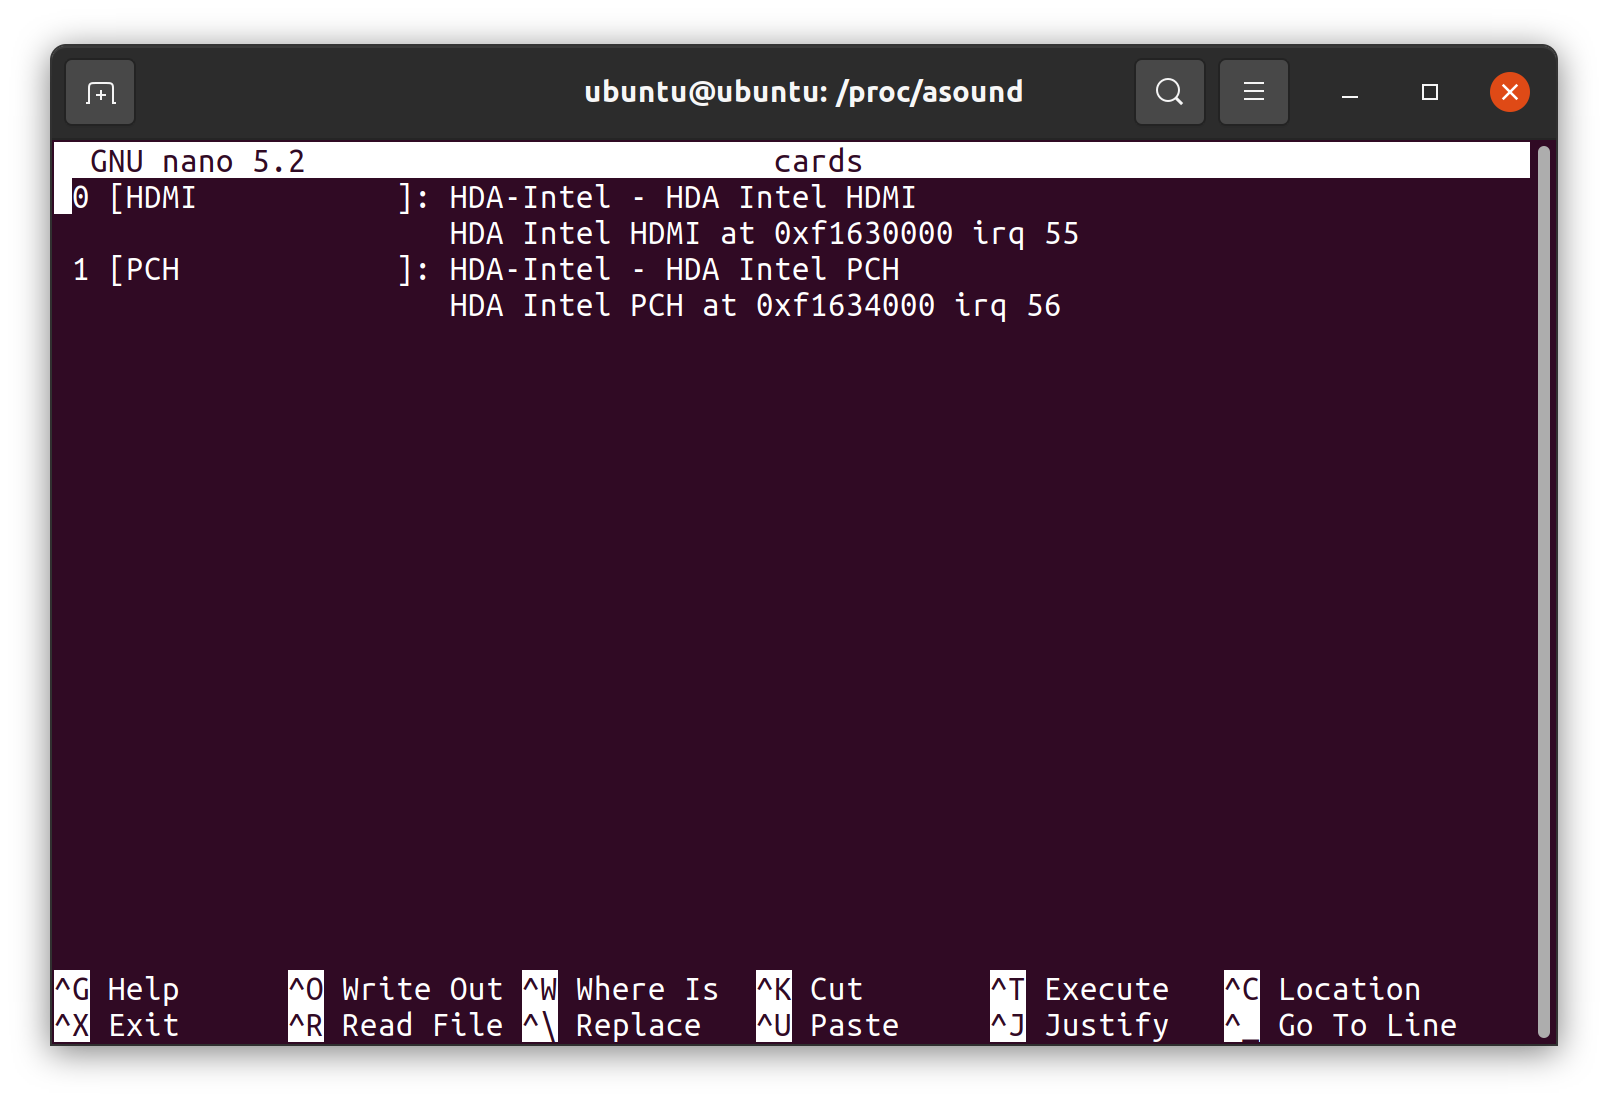 ubuntu@ubuntu: /proc/asound
GNU nano 5.2 cards
0 [HDMI           ]: HDA-Intel - HDA Intel HDMI
HDA Intel HDMI at 0xf1630000 irq 55
1 [PCH            ]: HDA-Intel - HDA Intel PCH
HDA Intel PCH at 0xf1634000 irq 56
^G Help ^O Write Out ^W Where Is ^K Cut ^T Execute ^C Location
^X Exit ^R Read File ^\ Replace ^U Paste ^J Justify ^_ Go To Line